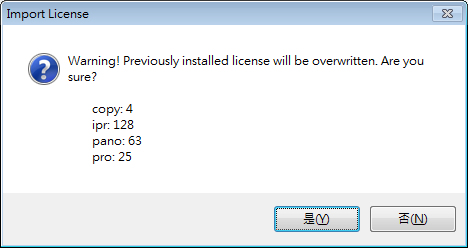 Import License
Warning! Previously installed license will be overwritten. Are you
sure?
copy: 4
ipr: 128
pano: 63
pro: 25
是(Y)
否(N)